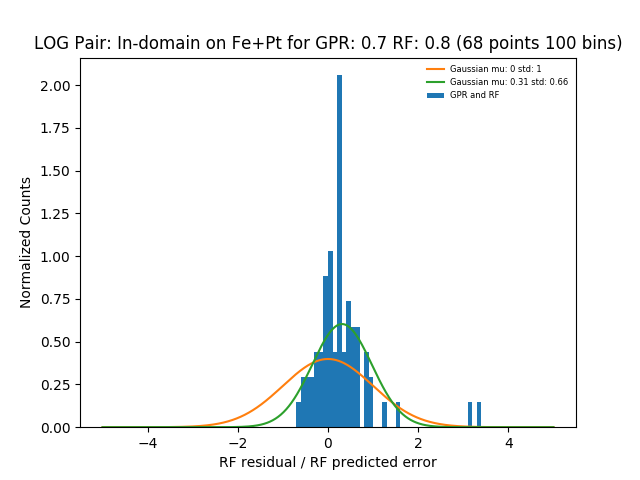 LOG Pair: In-domain on Fe+Pt for GPR: 0.7 RF: 0.8 (68 points 100 bins)
Gaussian mu: 0 std: 1
Gaussian mu: 0.31 std: 0.66
GPR and RF
Normalized Counts
2.00
1.75
1.50
1.25
1.00
0.75
0.50
0.25
0.00
−4
−2
0
2
4
RF residual / RF predicted error